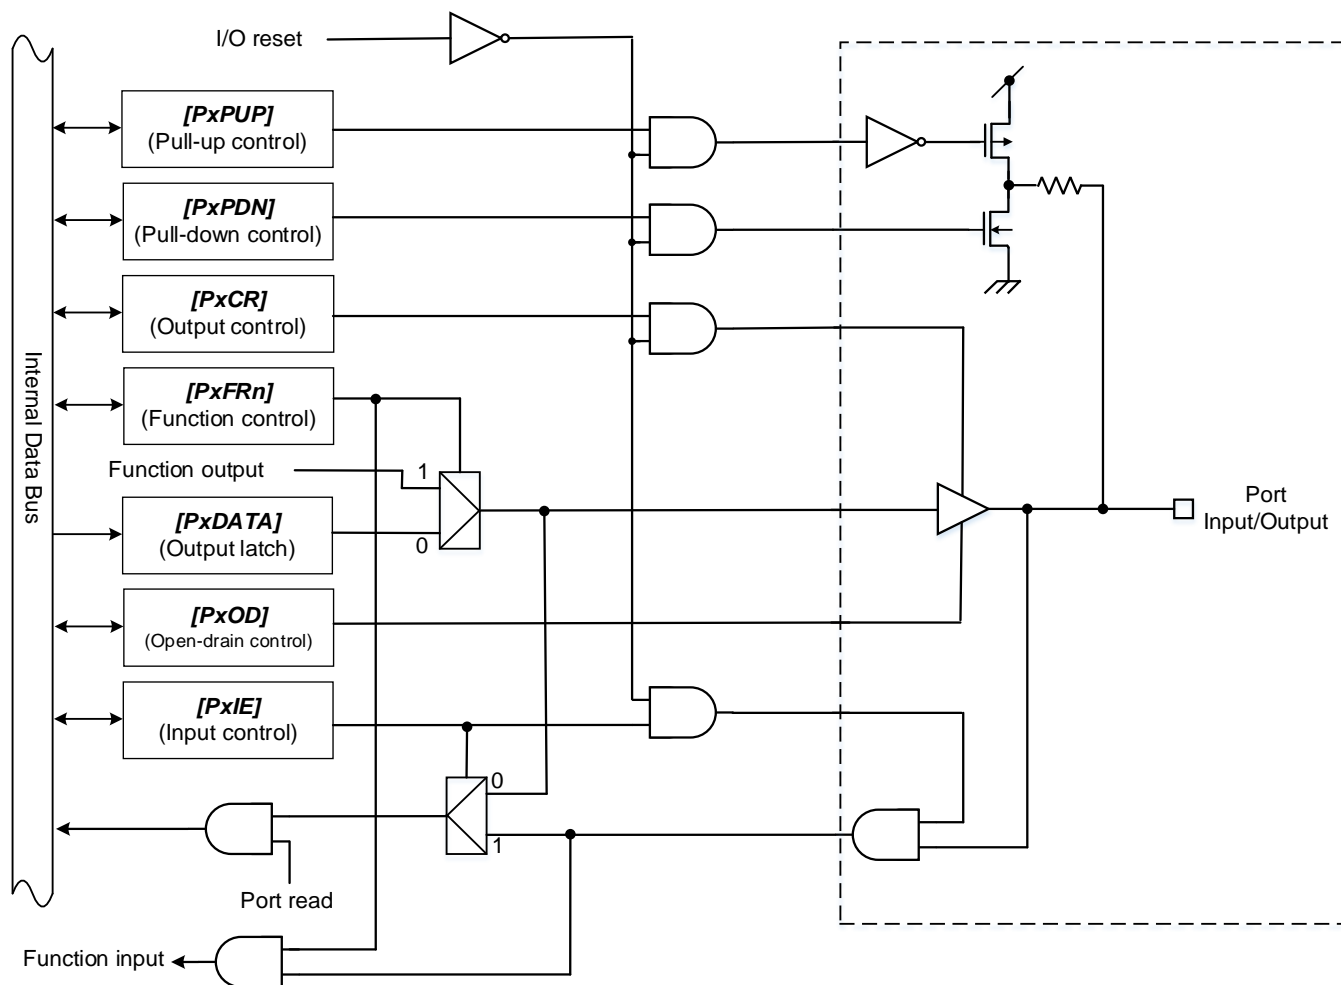 I/O reset
[PxPUP]
(Pull-up control)
[PxPDN]
(Pull-down control)
[PxCR]
(Output control)
[PxFRn]
(Function control)
Internal Data Bus
Function output
1
0
[PxDATA]
(Output latch)
Port
Input/Output
[PxOD]
(Open-drain control)
[PxIE]
(Input control)
0
1
Port read
Function input